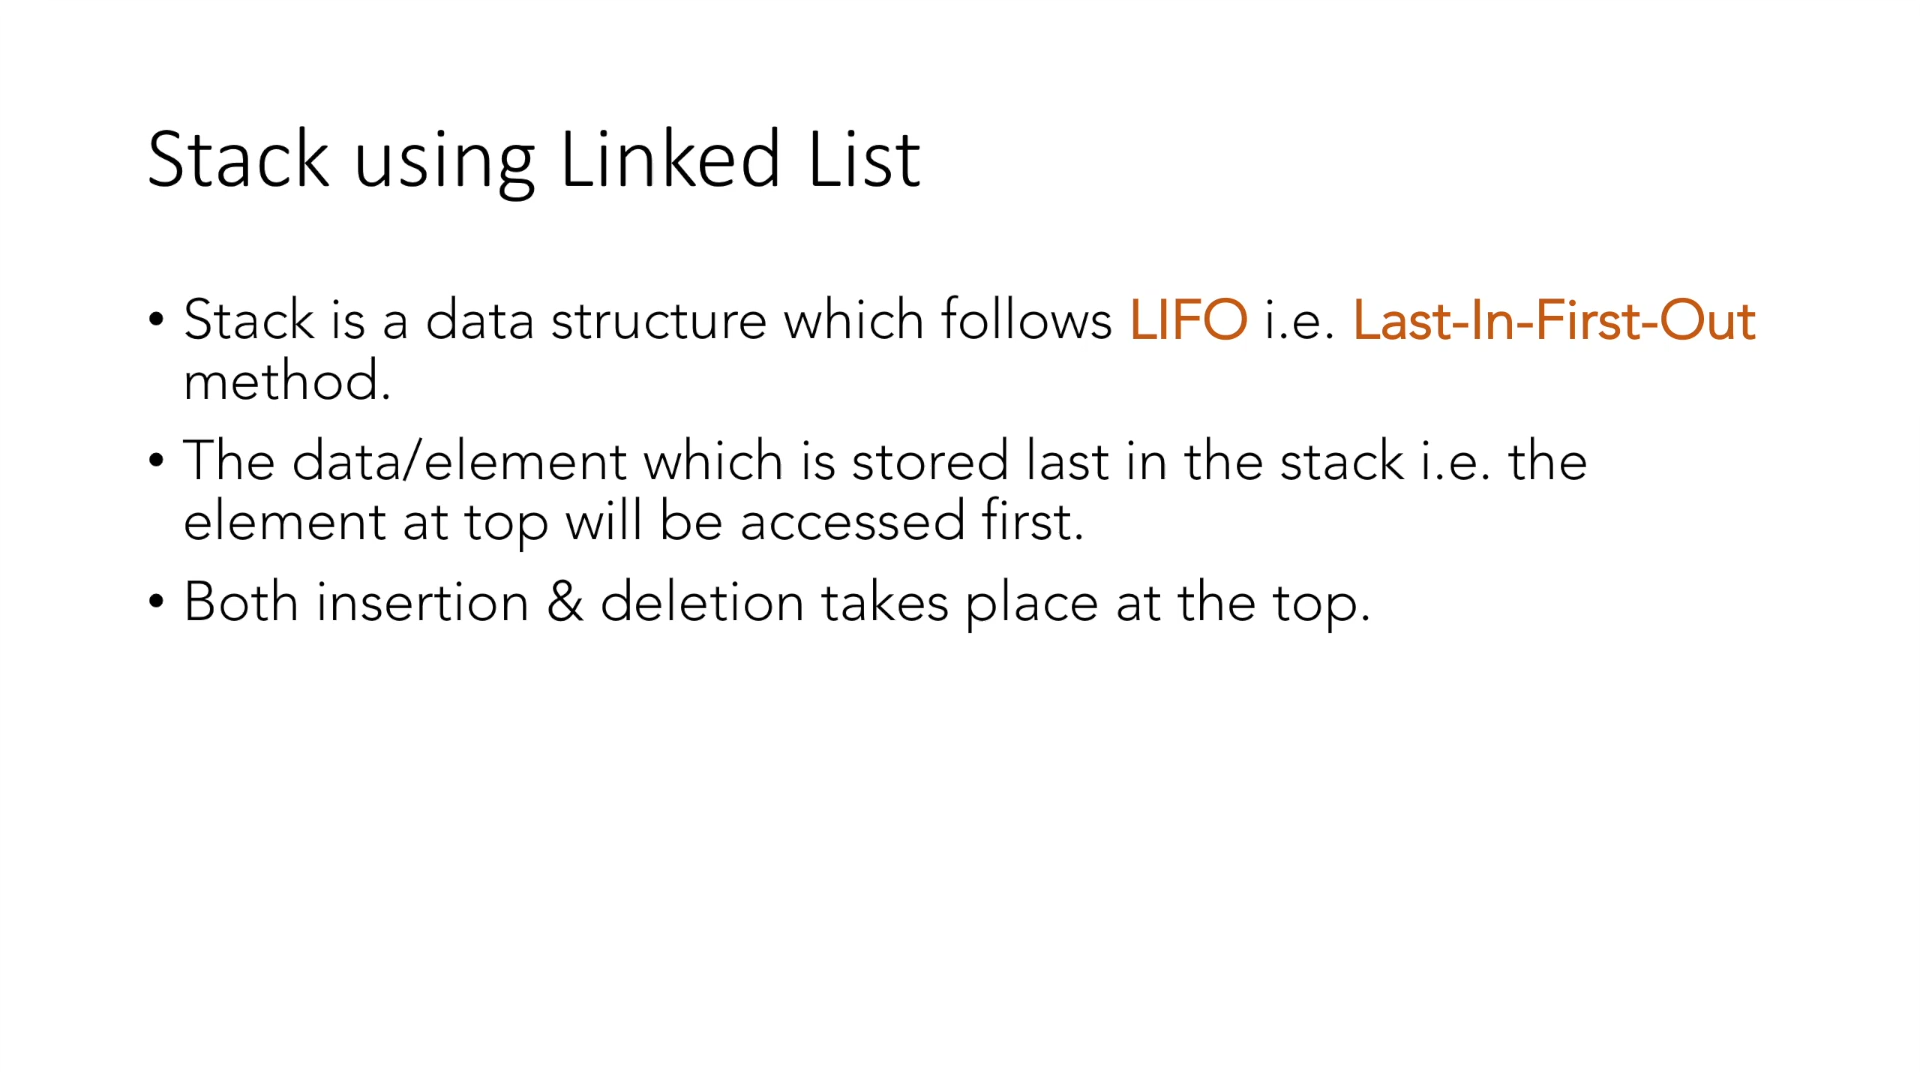 Stack using Linked List
• Stack is a data structure which follows LIFO i.e. Last-In-First-Out
method.
• The data/element which is stored last in the stack i.e. the
element at top will be accessed first.
• Both insertion & deletion takes place at the top.